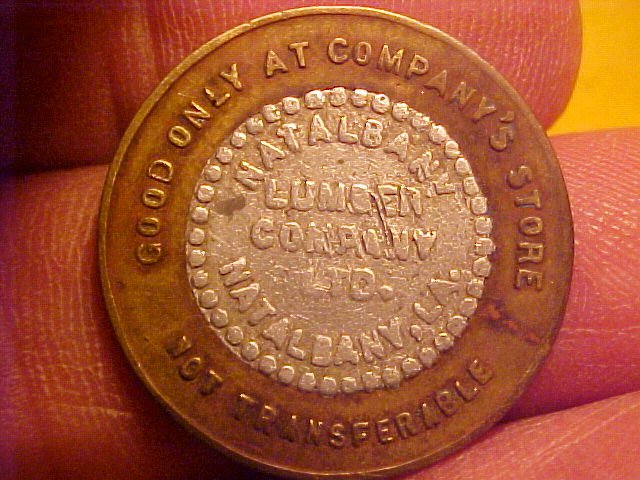 GOOD ONLY AT COMPANY'S STORE
NOT TRANSFERABLE
NATALBANY
LUMBER
COMPANY
LTD.
NATALBANY, LA.